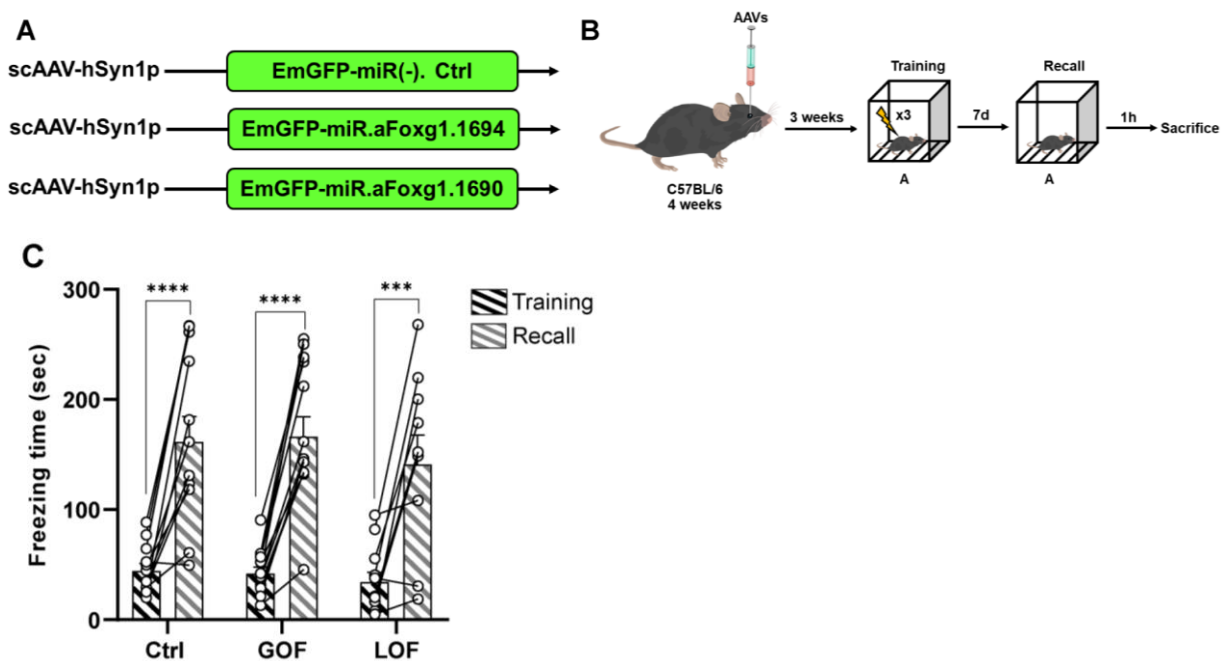 A
scAAV-hSyn1p
EmGFP-miR(-). Ctrl
scAAV-hSyn1p
EmGFP-miR.aFoxg1.1694
scAAV-hSyn1p
EmGFP-miR.aFoxg1.1690
B
AAVs
C57BL/6
4 weeks
3 weeks
Training
x3
A
7d
Recall
A
1h
Sacrifice
C
Freezing time (sec)
300
200
100
0
****
****
***
Training
Recall
Ctrl
GOF
LOF